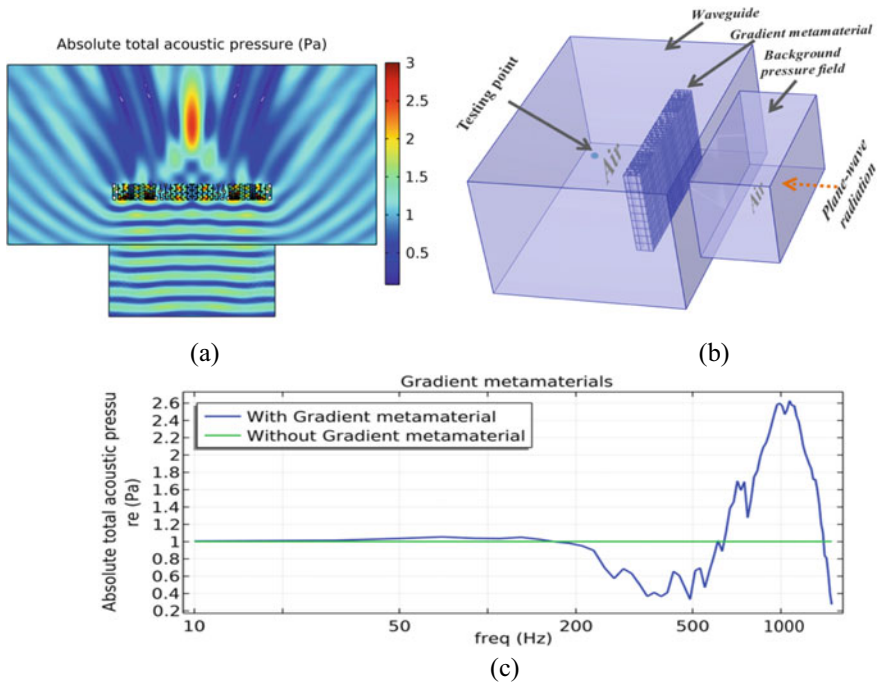 Absolute total acoustic pressure (Pa)
3
2.5
2
1.5
1
0.5
(a)
Waveguide
Gradient metamaterial
Background
pressure field
Testing point
Air
Air
Plane-wave
radiation
(b)
Gradient metamaterials
With Gradient metamaterial
Without Gradient metamaterial
Absolute total acoustic pressu
re (Pa)
2.6
2.4
2.2
2
1.8
1.6
1.4
1.2
1
0.8
0.6
0.4
0.2
10 50 200 500 1000
freq (Hz)
(c)